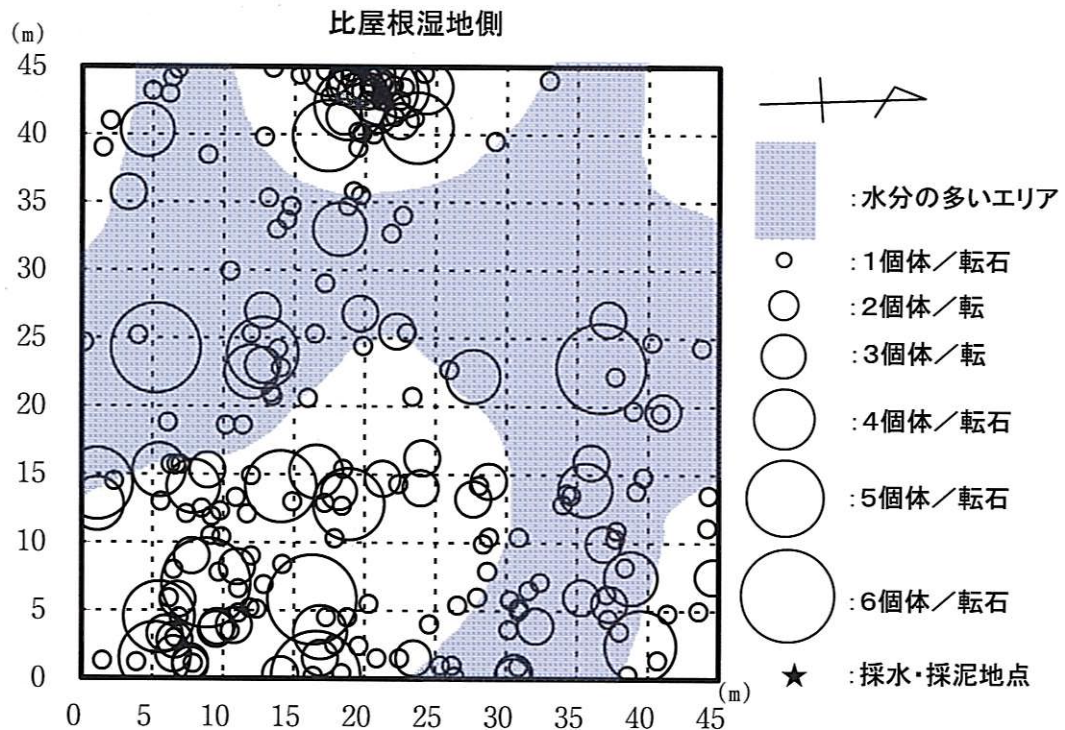 比屋根湿地側
(m)
45
40
35
30
25
20
15
10
5
0
0 5 10 15 20 25 30 35 40 45
(m)
:水分の多いエリア
:1個体/転石
:2個体/転
:3個体/転
:4個体/転石
:5個体/転石
:6個体/転石
★ :採水・採泥地点